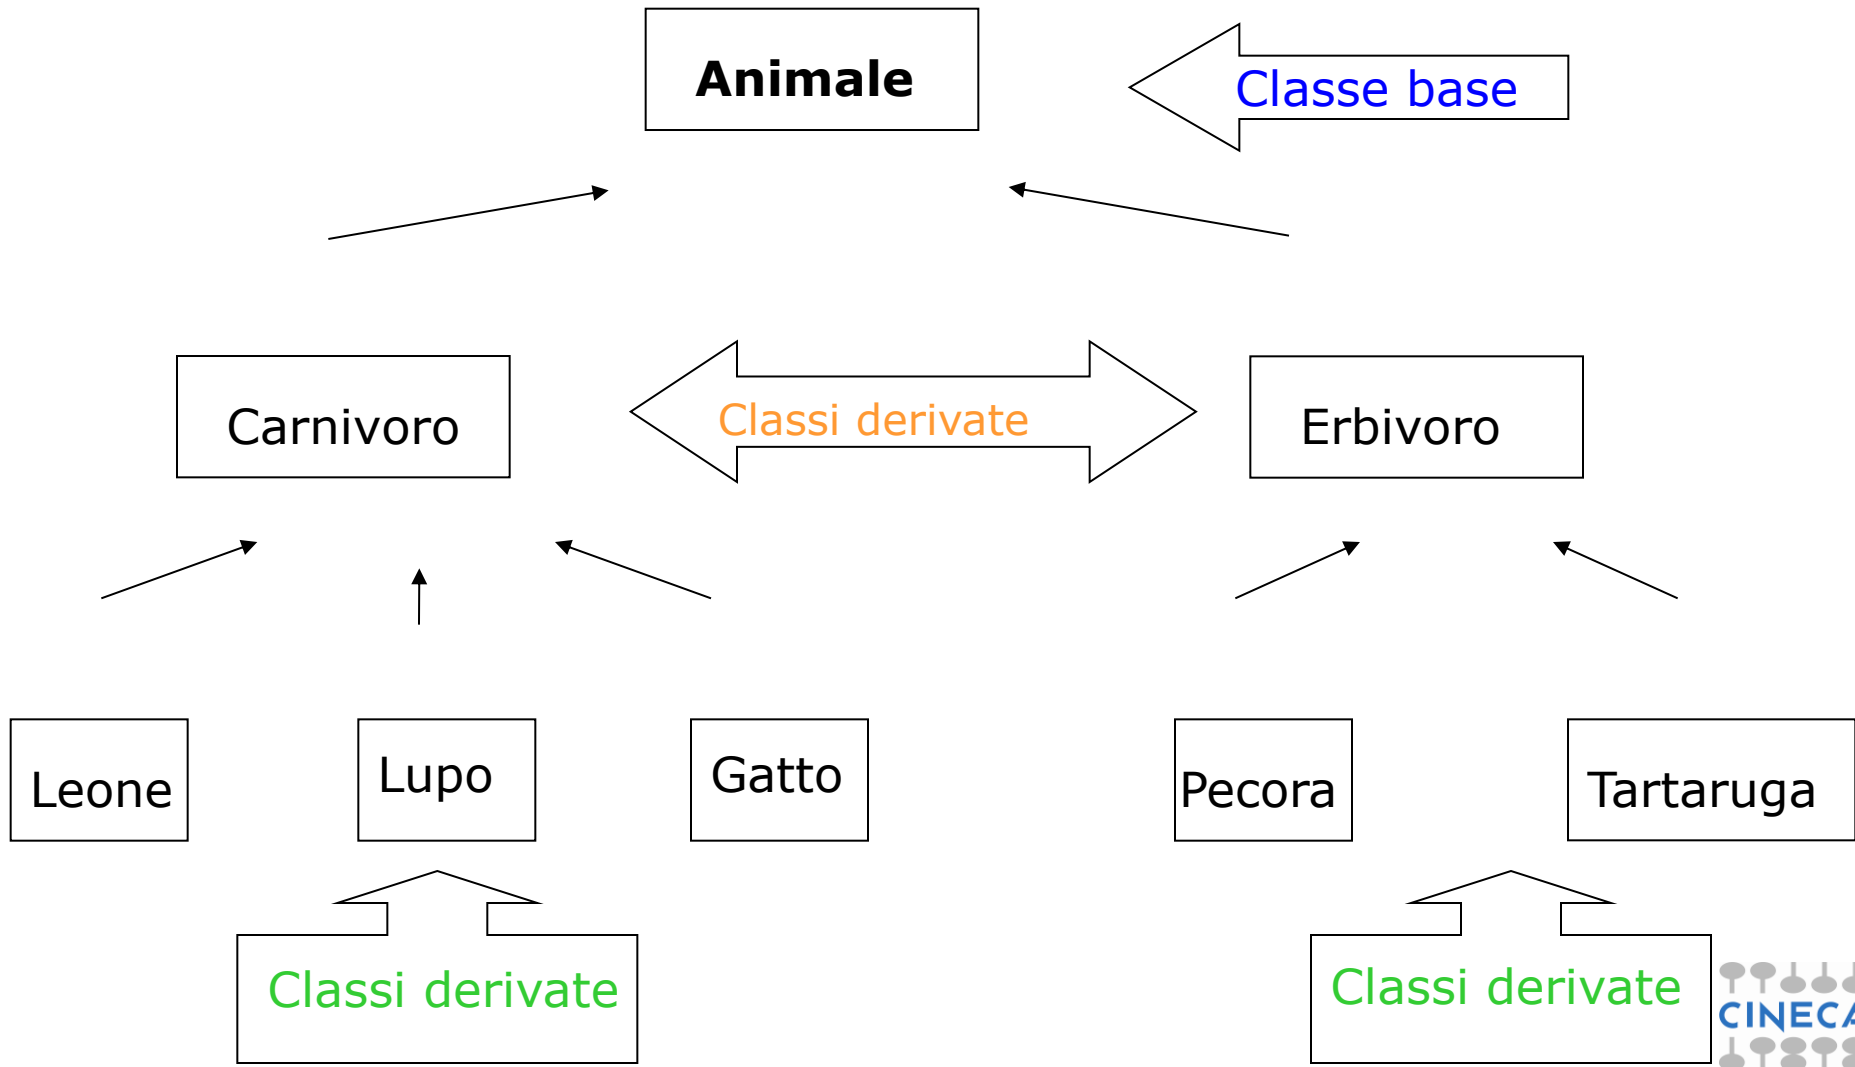 Animale
Classe base
Carnivoro
Classi derivate
Erbivoro
Leone
Lupo
Gatto
Pecora
Tartaruga
Classi derivate
Classi derivate
CINECA